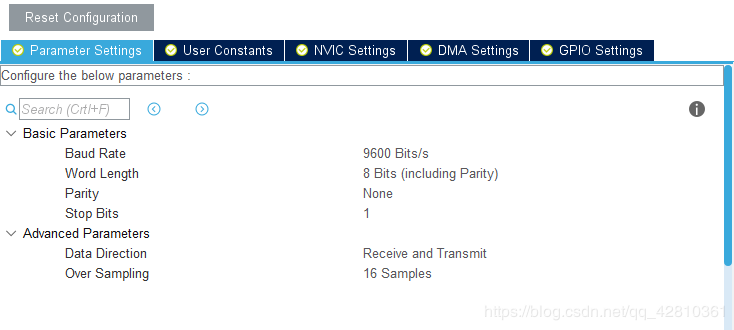 Reset Configuration
Parameter Settings User Constants NVIC Settings DMA Settings GPIO Settings
Configure the below parameters :
Search (Crtl+F)
Basic Parameters
Baud Rate 9600 Bits/s
Word Length 8 Bits (including Parity)
Parity None
Stop Bits 1
Advanced Parameters
Data Direction Receive and Transmit
Over Sampling 16 Samples
https://blog.csdn.net/qq_42810361